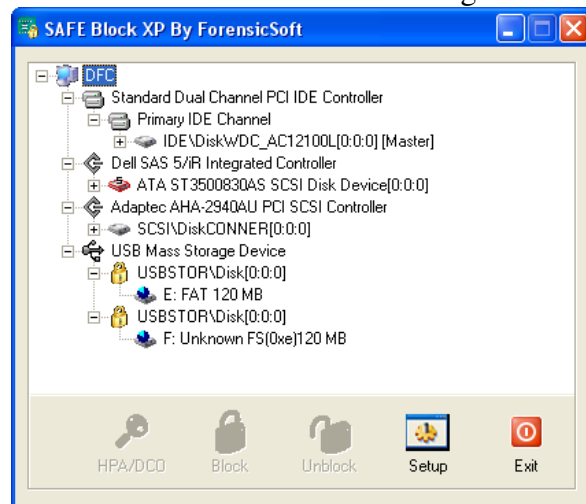 SAFE Block XP By ForensicSoft
DFC
Standard Dual Channel PCI IDE Controller
Primary IDE Channel
IDE\DiskWDC_AC12100L[0:0:0] [Master]
Dell SAS 5/iR Integrated Controller
ATA ST3500830AS SCSI Disk Device[0:0:0]
Adaptec AHA-2940AU PCI SCSI Controller
SCSI\DiskCONNER[0:0:0]
USB Mass Storage Device
USBSTOR\Disk[0:0:0]
E: FAT 120 MB
USBSTOR\Disk[0:0:0]
F: Unknown FS(0xe)120 MB
HPA/DCO Block Unblock Setup Exit